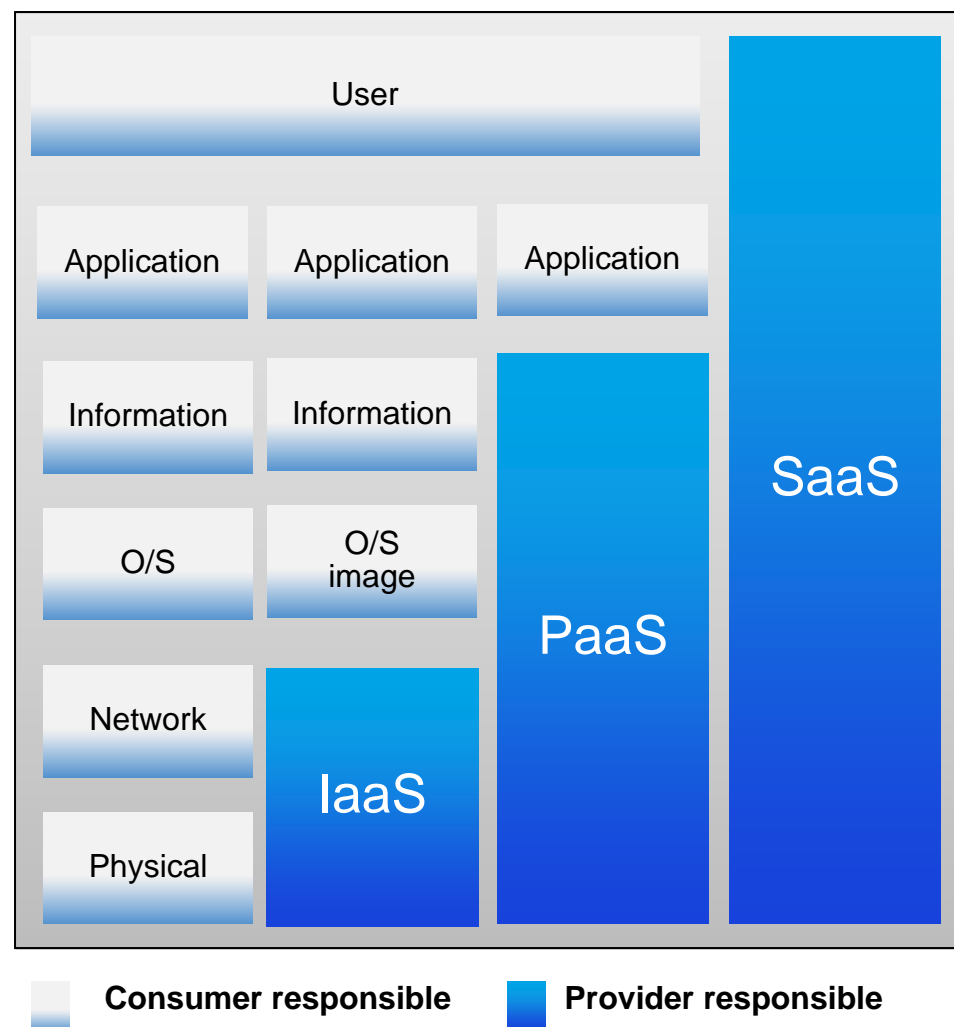 User
Application
Application
Application
Information
Information
SaaS
O/S
O/S
image
PaaS
Network
IaaS
Physical
Consumer responsible
Provider responsible